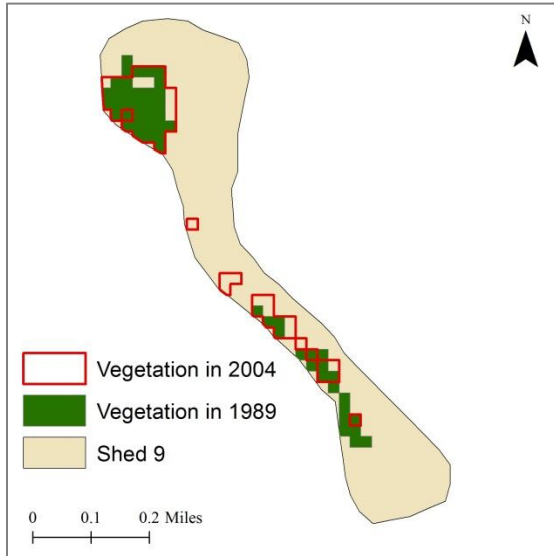 N
Vegetation in 2004
Vegetation in 1989
Shed 9
0 0.1 0.2 Miles